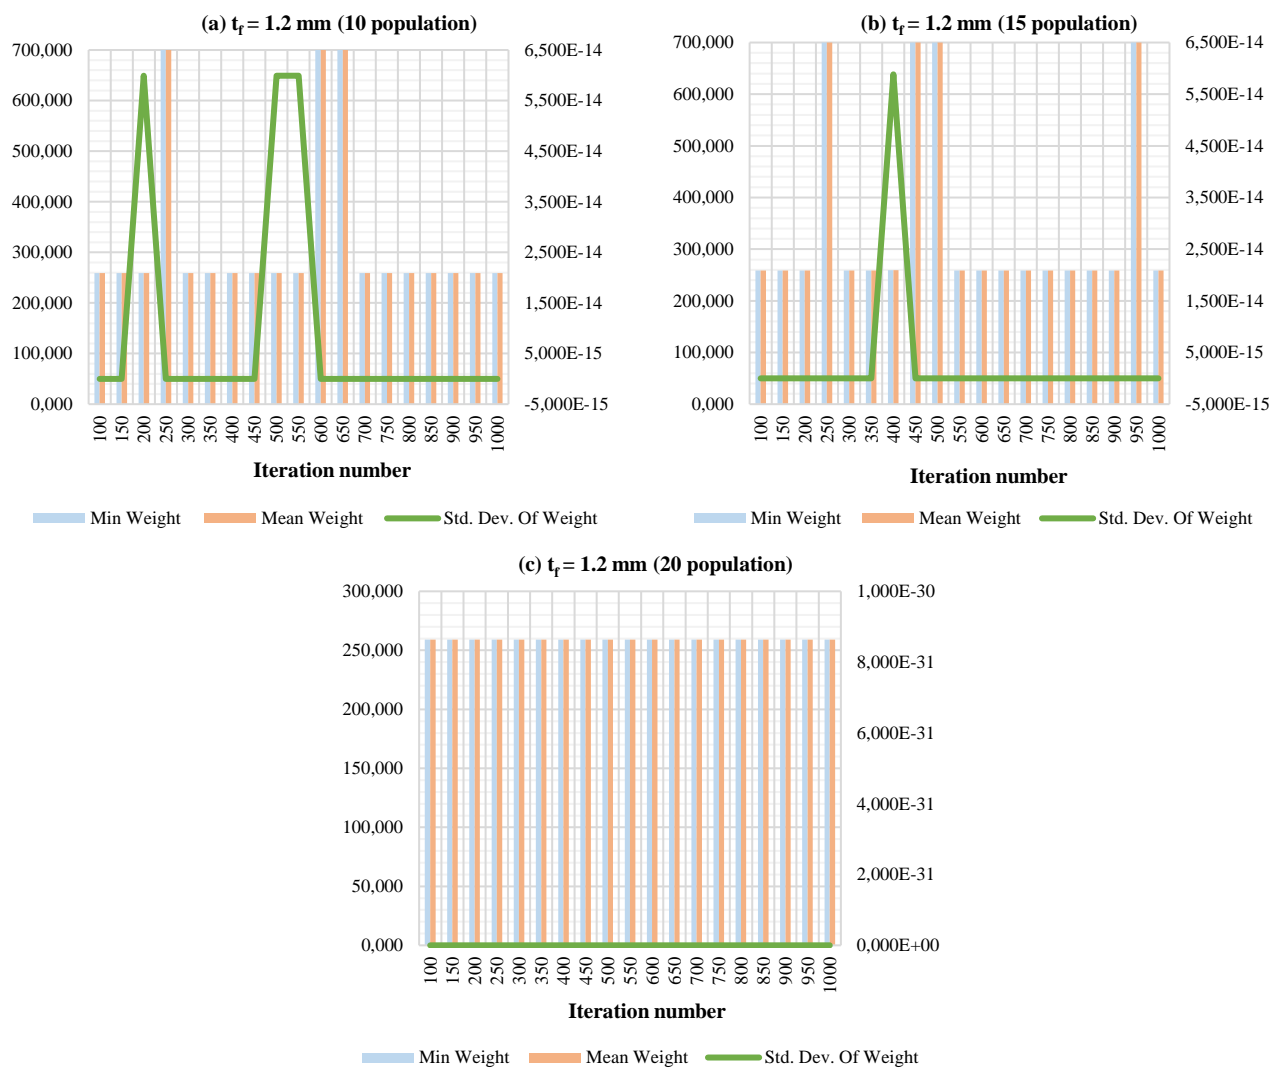 (a) tf = 1.2 mm (10 population)
700,000
600,000
500,000
400,000
300,000
200,000
100,000
0,000
6,500E-14
5,500E-14
4,500E-14
3,500E-14
2,500E-14
1,500E-14
5,000E-15
-5,000E-15
100 150 200 250 300 350 400 450 500 550 600 650 700 750 800 850 900 950 1000
Iteration number
Min Weight Mean Weight Std. Dev. Of Weight
(b) tf = 1.2 mm (15 population)
700,000
600,000
500,000
400,000
300,000
200,000
100,000
0,000
6,500E-14
5,500E-14
4,500E-14
3,500E-14
2,500E-14
1,500E-14
5,000E-15
-5,000E-15
100 150 200 250 300 350 400 450 500 550 600 650 700 750 800 850 900 950 1000
Iteration number
Min Weight Mean Weight Std. Dev. Of Weight
(c) tf = 1.2 mm (20 population)
300,000
250,000
200,000
150,000
100,000
50,000
0,000
1,000E-30
8,000E-31
6,000E-31
4,000E-31
2,000E-31
0,000E+00
100 150 200 250 300 350 400 450 500 550 600 650 700 750 800 850 900 950 1000
Iteration number
Min Weight Mean Weight Std. Dev. Of Weight